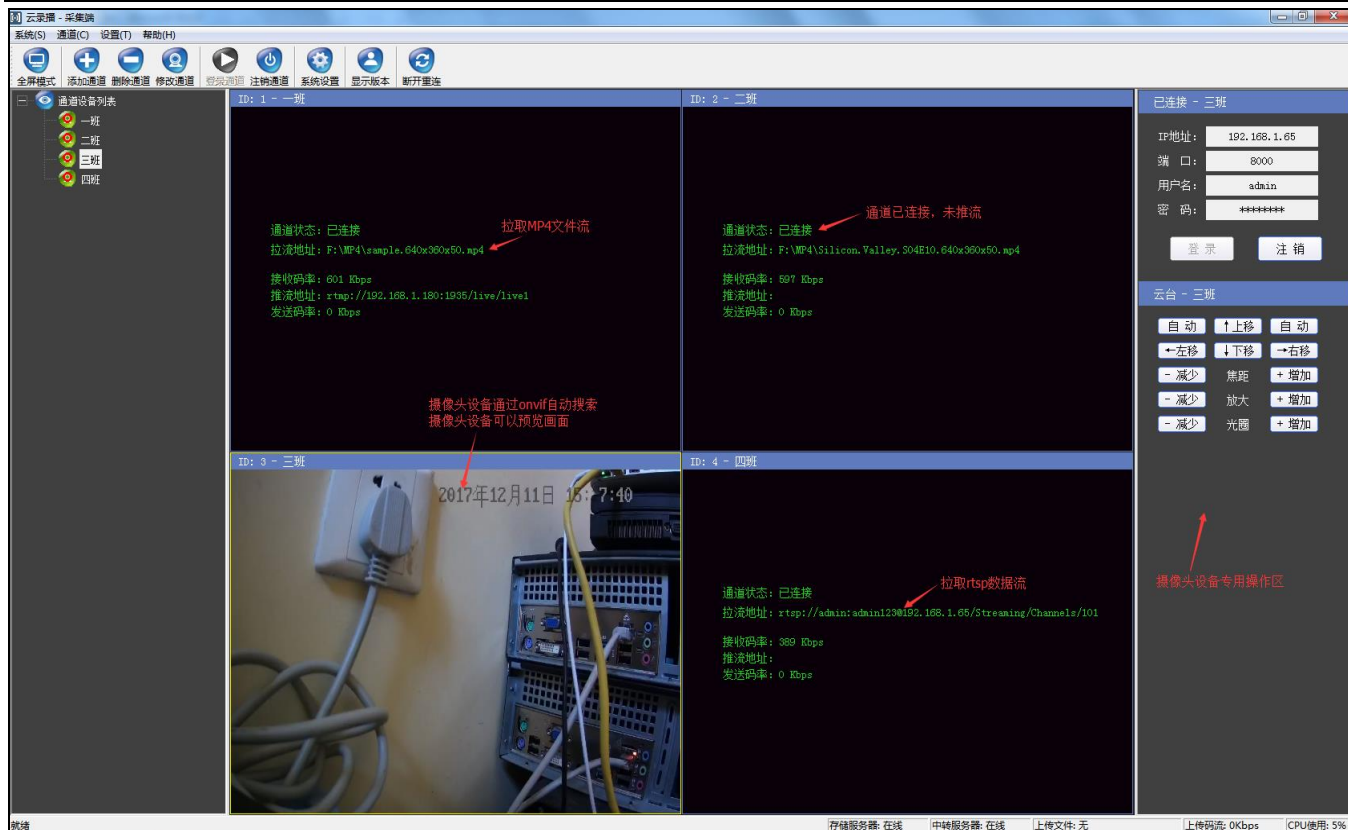 云录播 - 采集端
系统(S) 通道(C) 设置(T) 帮助(H)
全屏模式 添加通道 删除通道 修改通道 登录通道 注销通道 系统设置 显示版本 断开重连
通道设备列表
一班
二班
三班
四班
ID: 1 - 一班
通道状态: 已连接
拉取MP4文件流
拉流地址: F:\MP4\sample.640x360x50.mp4
接收码率: 601 Kbps
推流地址: rtmp://192.168.1.180:1935/live/live1
发送码率: 0 Kbps
摄像头设备通过onvif自动搜索
摄像头设备可以预览画面
ID: 2 - 二班
通道已连接, 未推流
通道状态: 已连接
拉流地址: F:\MP4\Silicon.Valley.S04E10.640x360x50.mp4
接收码率: 597 Kbps
推流地址:
发送码率: 0 Kbps
ID: 3 - 三班
2017年12月11日 15: 7:40
ID: 4 - 四班
拉取rtsp数据流
通道状态: 已连接
拉流地址: rtsp://admin:admin123@192.168.1.65/Streaming/Channels/101
接收码率: 389 Kbps
推流地址:
发送码率: 0 Kbps
已连接 - 三班
IP地址: 192.168.1.65
端 口: 8000
用户名: admin
密 码: ********
登 录 注 销
云台 - 三班
自 动 ↑上移 自 动
←左移 ↓下移 →右移
- 减少 焦距 + 增加
- 减少 放大 + 增加
- 减少 光圈 + 增加
摄像头设备专用操作区
就绪 存储服务器: 在线 中转服务器: 在线 上传文件: 无 上传码流: 0Kbps CPU使用: 5%